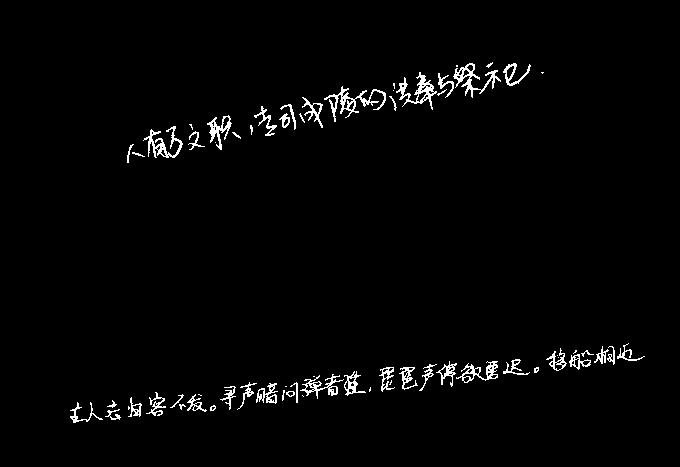 人有了文职,专司成陵的供奉与祭祀.
主人忘归客不发。寻声暗问弹者谁,琵琶声停欲语迟。移船相近